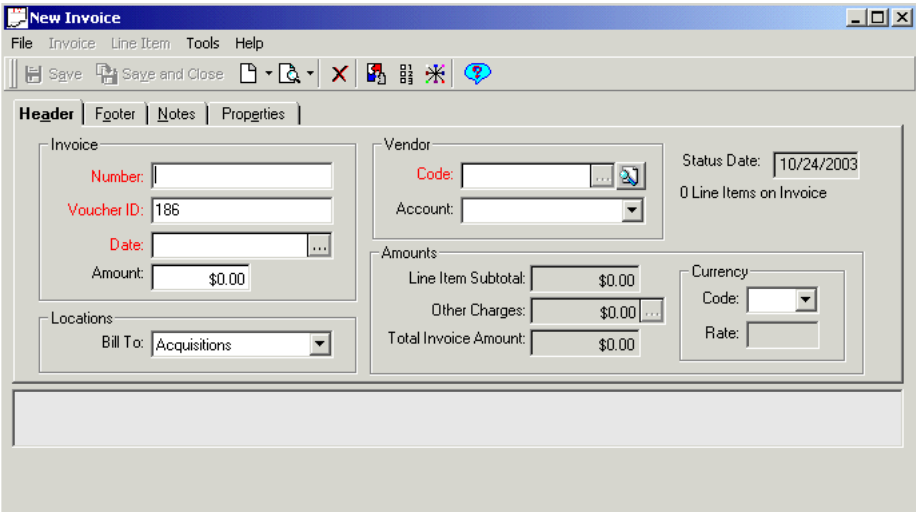 New Invoice
File Invoice Line Item Tools Help
Save Save and Close
Header Footer Notes Properties
Invoice
Number:
Voucher ID: 186
Date: ...
Amount: $0.00
Locations
Bill To: Acquisitions
Vendor
Code: ...
Account:
Status Date: 10/24/2003
0 Line Items on Invoice
Amounts
Line Item Subtotal: $0.00
Other Charges: $0.00 ...
Total Invoice Amount: $0.00
Currency
Code:
Rate: